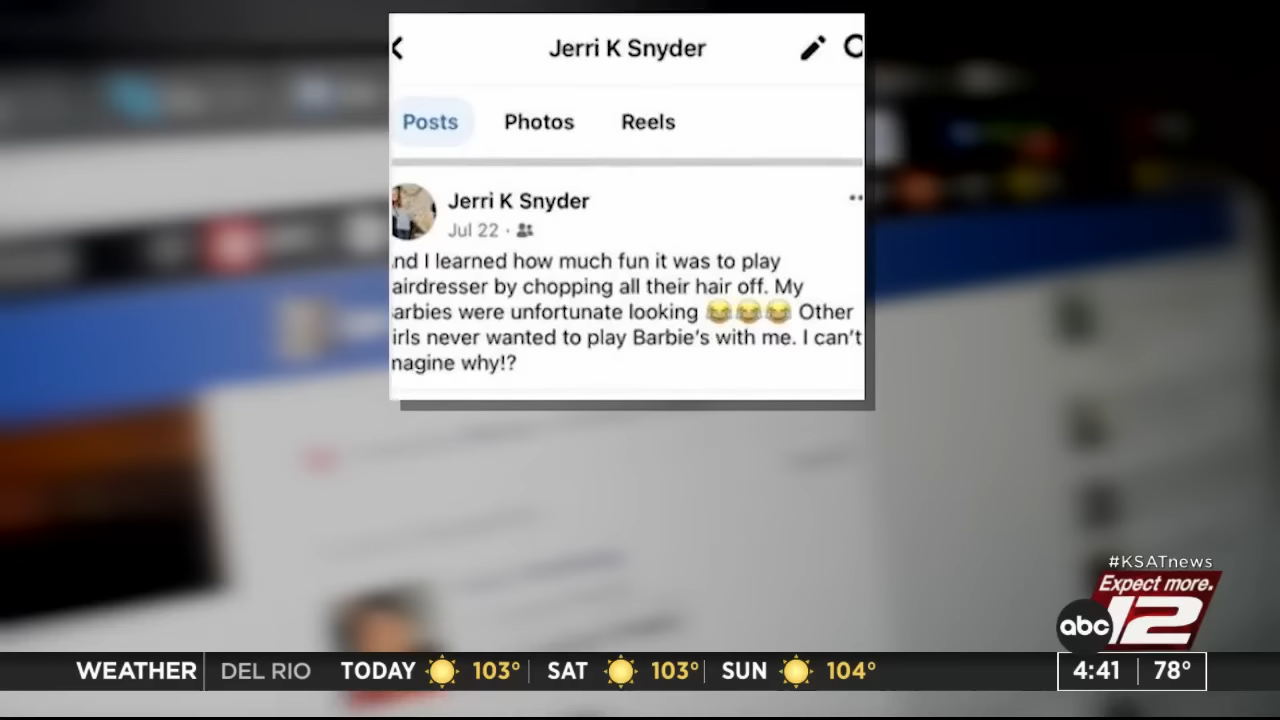 Jerri K Snyder
Posts Photos Reels
Jerri K Snyder
Jul 22 ·
nd I learned how much fun it was to play
airdresser by chopping all their hair off. My
arbies were unfortunate looking 😂😂😂 Other
irls never wanted to play Barbie's with me. I can't
nagine why!?
#KSATnews
Expect more.
abc 12
WEATHER DEL RIO TODAY 103° SAT 103° SUN 104° 4:41 78°